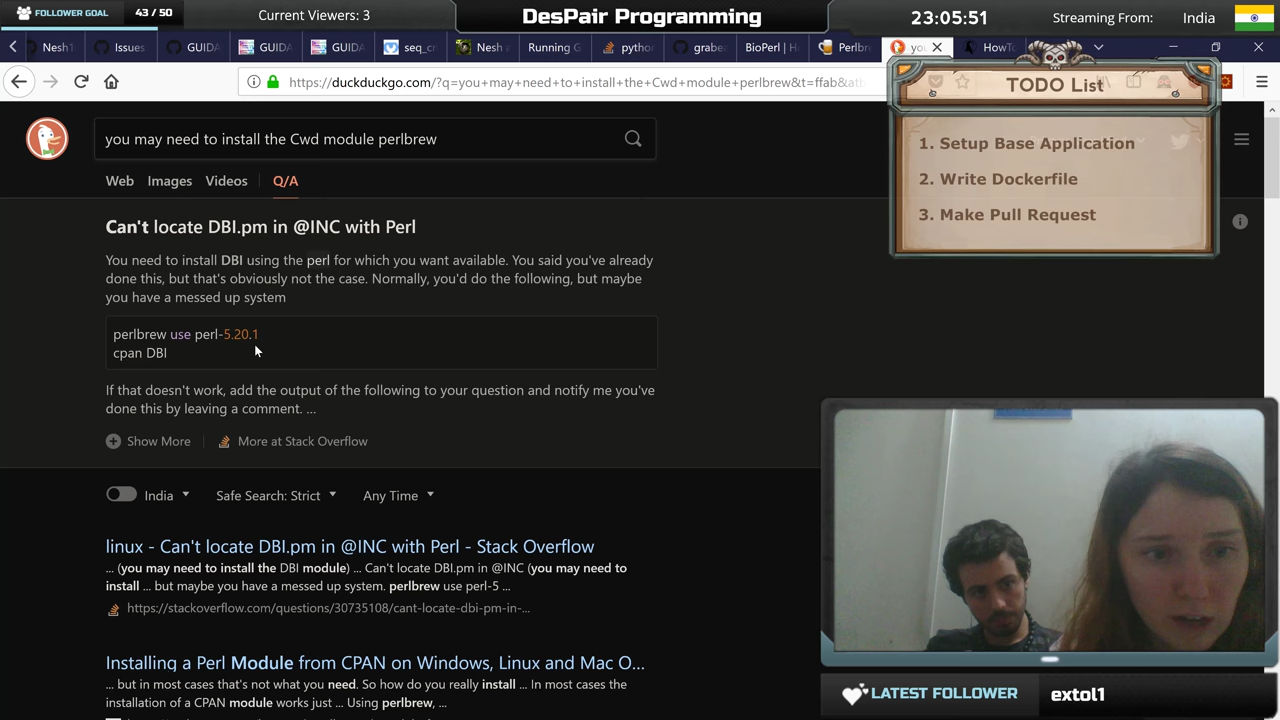 FOLLOWER GOAL
43 / 50
Current Viewers: 3
DesPair Programming
23:05:51
Streaming From:
India
Nesh1
Issues
GUIDA
GUIDA
GUIDA
seq_cr
Nesh a
Running G
python
grabea
BioPerl | H
Perlbr
yo
HowTo
https://duckduckgo.com/?q=you+may+need+to+install+the+Cwd+module+perlbrew&t=ffab&atb
TODO List
1. Setup Base Application
2. Write Dockerfile
3. Make Pull Request
you may need to install the Cwd module perlbrew
Web
Images
Videos
Q/A
Can't locate DBI.pm in @INC with Perl
You need to install DBI using the perl for which you want available. You said you've already
done this, but that's obviously not the case. Normally, you'd do the following, but maybe
you have a messed up system
perlbrew use perl-5.20.1
cpan DBI
If that doesn't work, add the output of the following to your question and notify me you've
done this by leaving a comment. ...
Show More
More at Stack Overflow
India
Safe Search: Strict
Any Time
linux - Can't locate DBI.pm in @INC with Perl - Stack Overflow
... (you may need to install the DBI module) ... Can't locate DBI.pm in @INC (you may need to
install ... but maybe you have a messed up system. perlbrew use perl-5 ...
https://stackoverflow.com/questions/30735108/cant-locate-dbi-pm-in-...
Installing a Perl Module from CPAN on Windows, Linux and Mac O...
... but in most cases that's not what you need. So how do you really install ... In most cases the
installation of a CPAN module works just ... Using perlbrew, ...
LATEST FOLLOWER
extol1